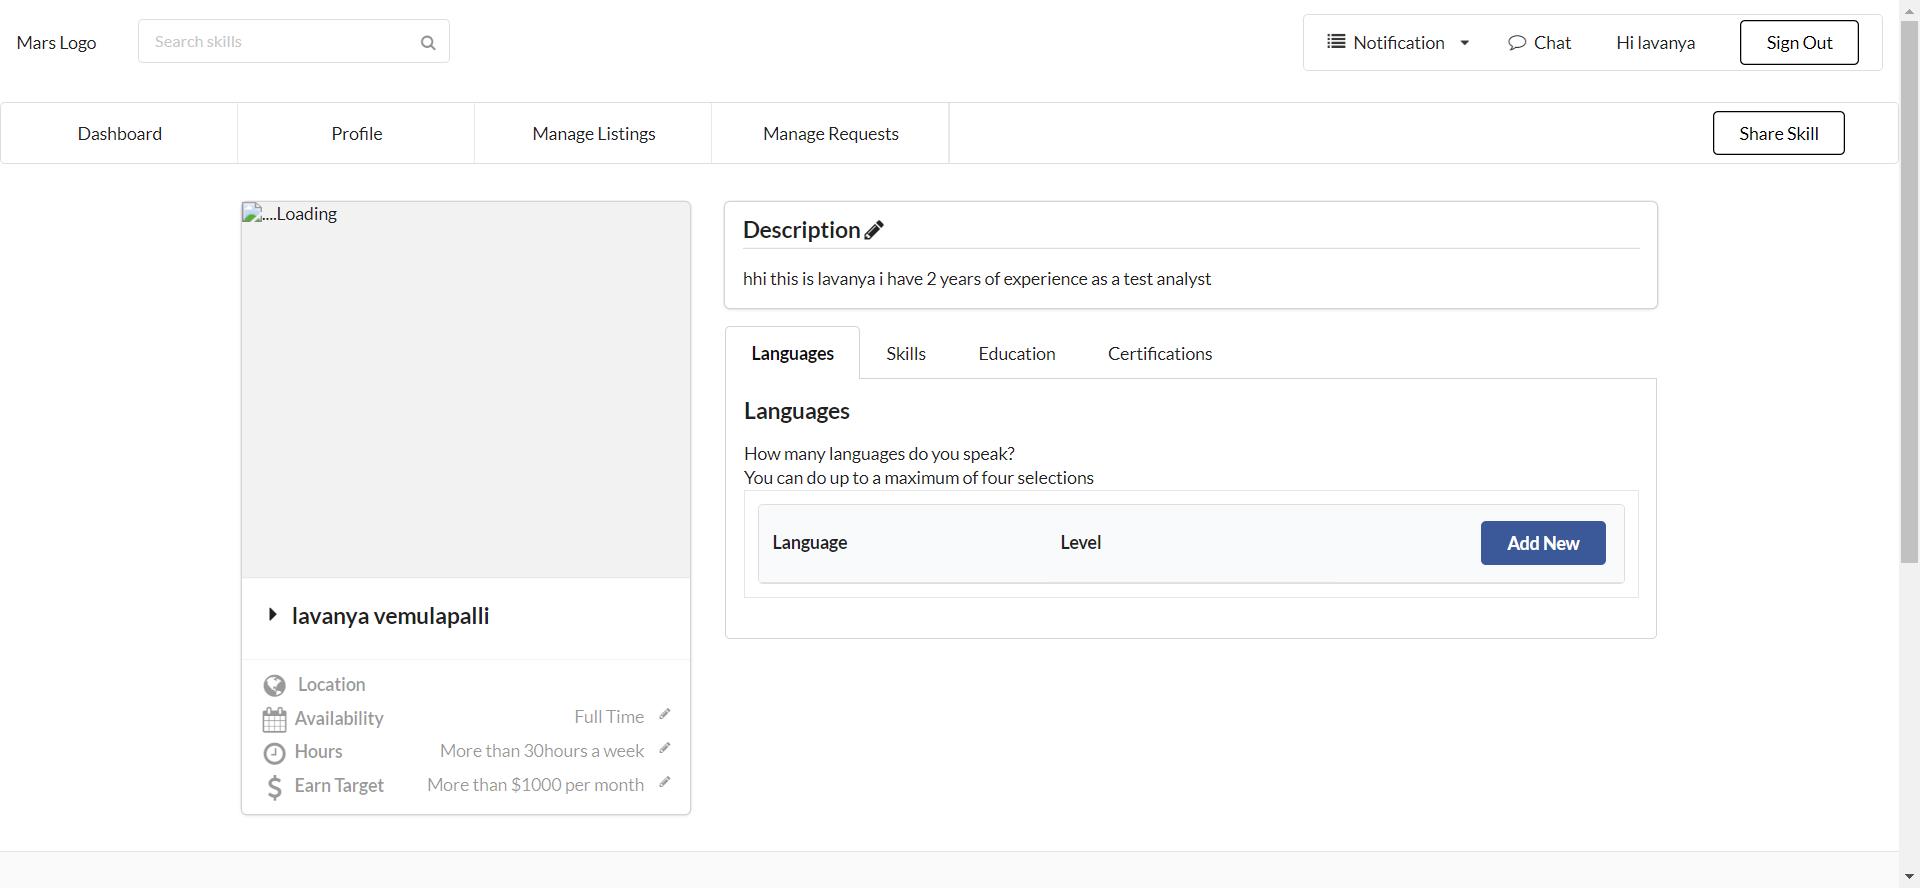 Mars Logo
Search skills
Notification
Chat
Hi lavanya
Sign Out
Dashboard
Profile
Manage Listings
Manage Requests
Share Skill
....Loading
lavanya vemulapalli
Location
Availability
Full Time
Hours
More than 30hours a week
Earn Target
More than $1000 per month
Description
hhi this is lavanya i have 2 years of experience as a test analyst
Languages
Skills
Education
Certifications
Languages
How many languages do you speak?
You can do up to a maximum of four selections
Language
Level
Add New